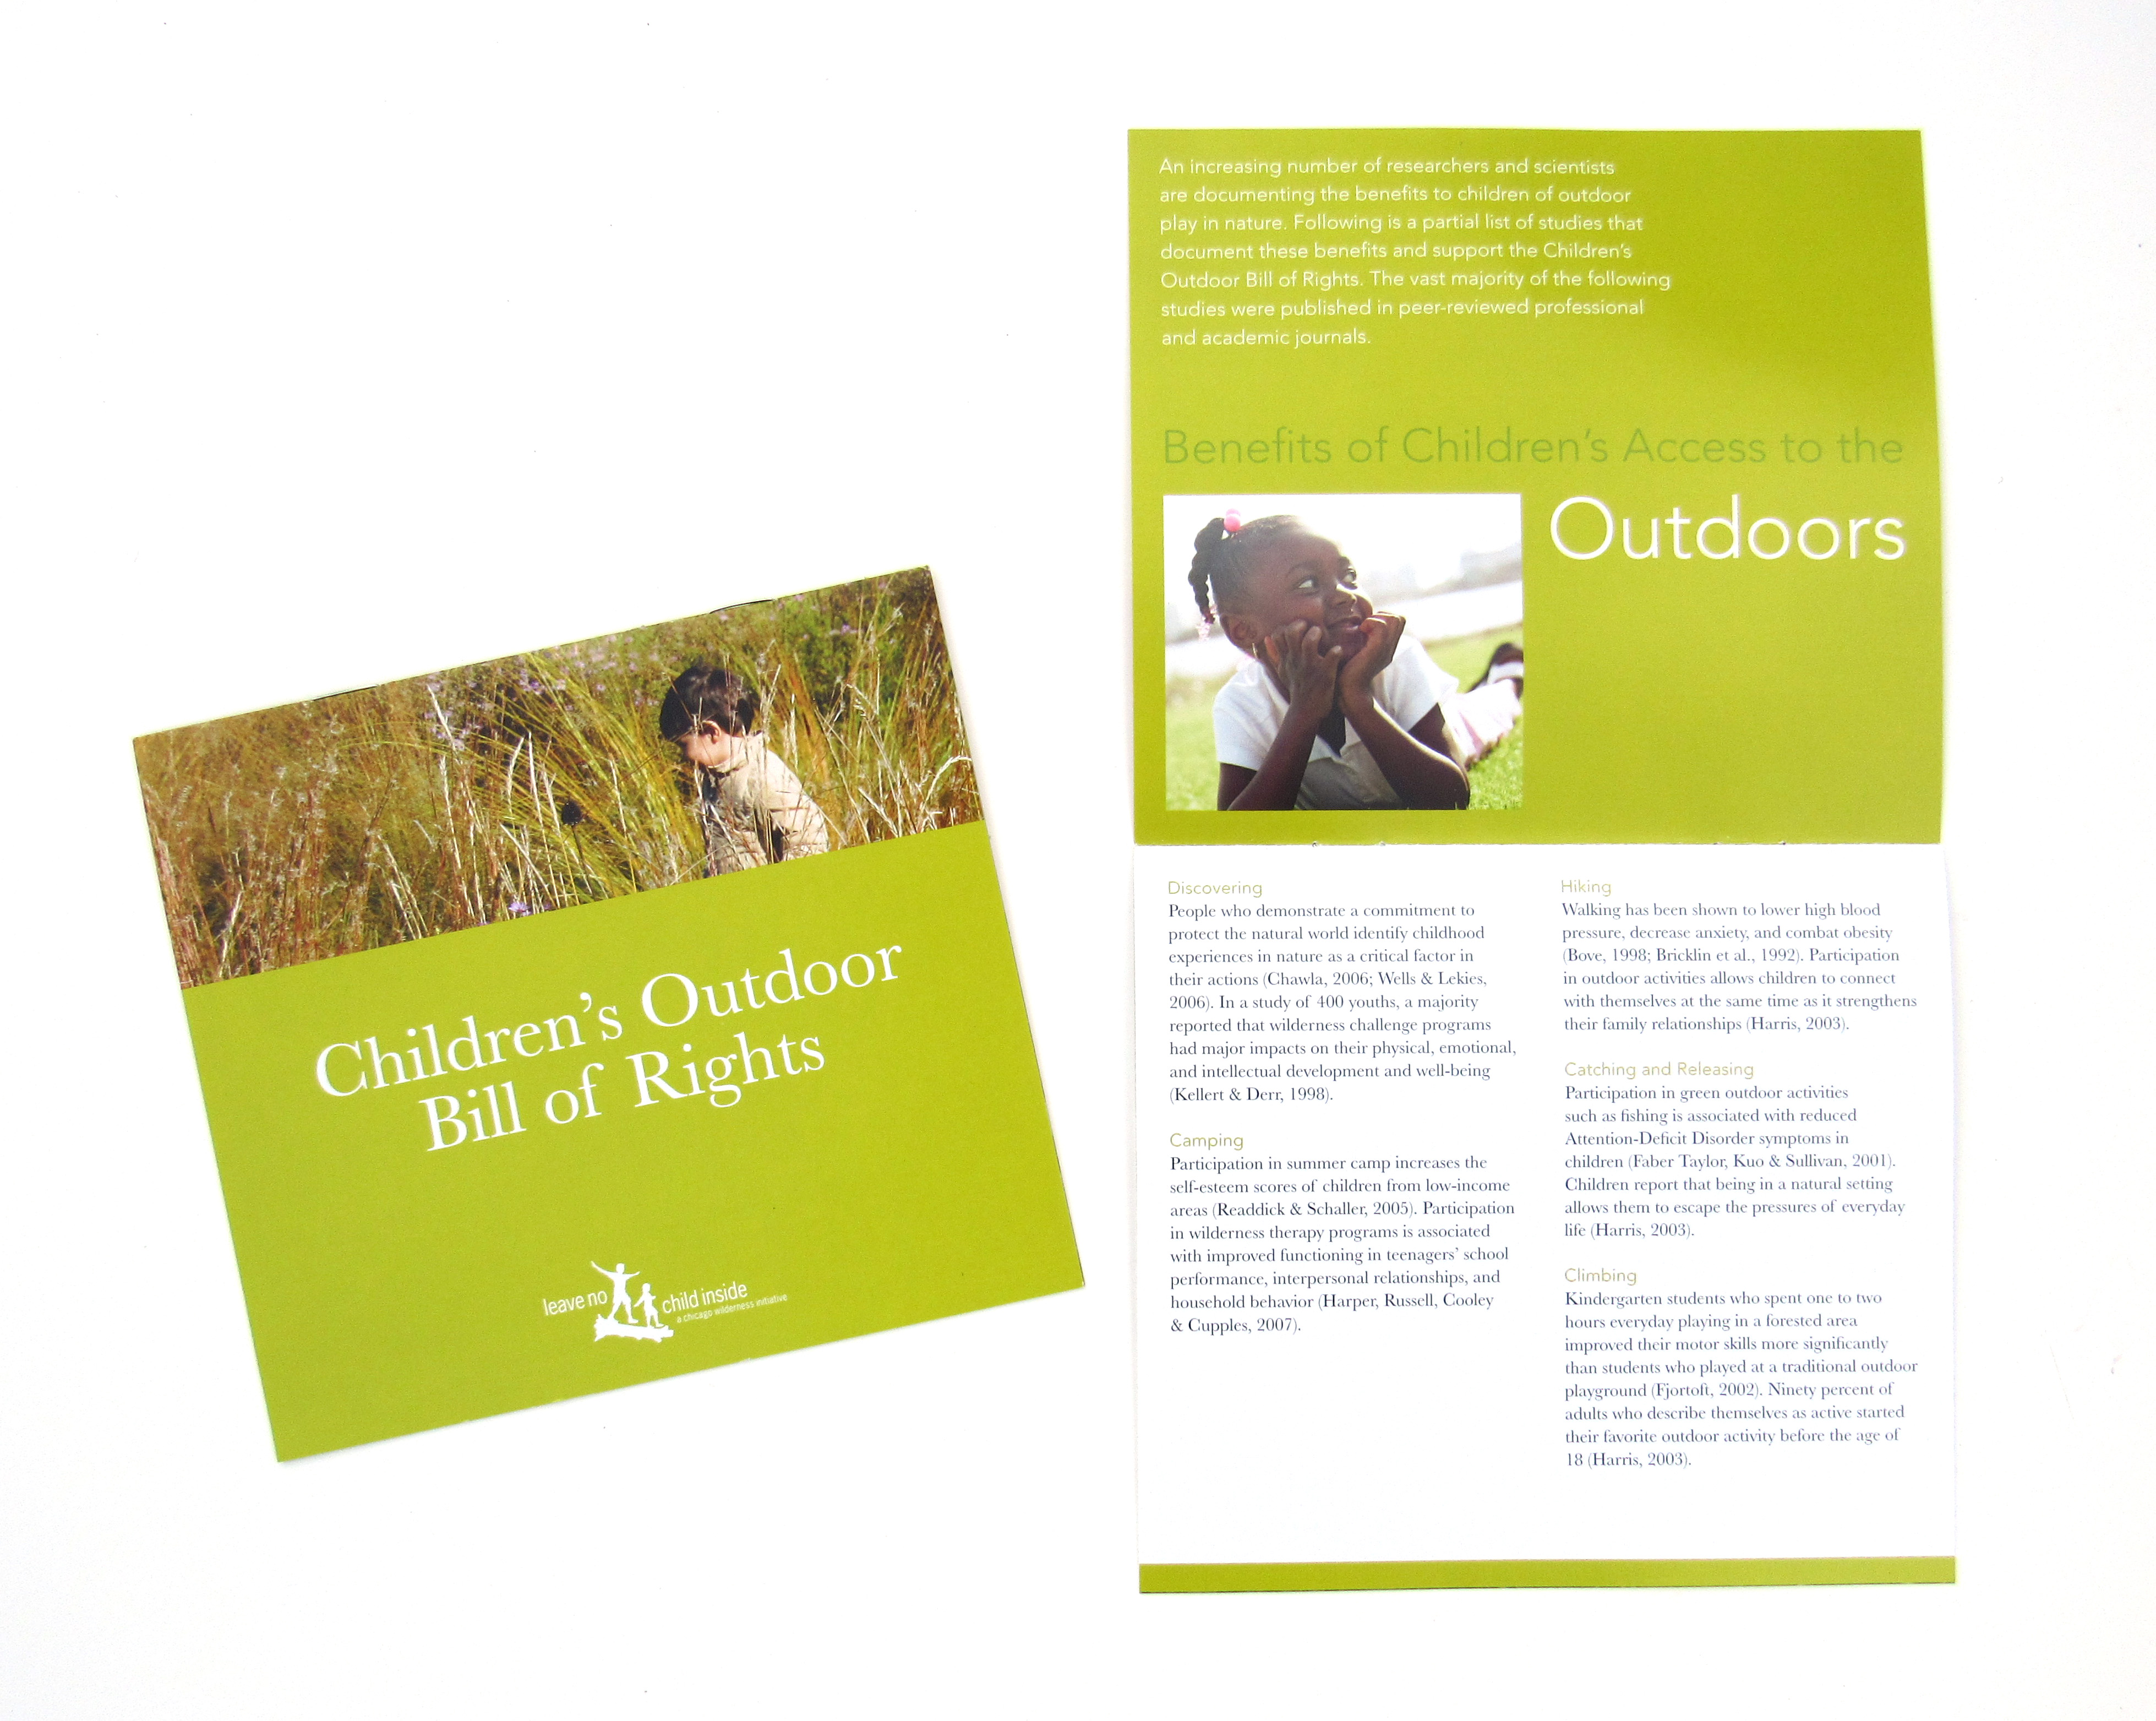 Children's Outdoor
Bill of Rights
leave no child inside
a chicago wilderness initiative
An increasing number of researchers and scientists
are documenting the benefits to children of outdoor
play in nature. Following is a partial list of studies that
document these benefits and support the Children's
Outdoor Bill of Rights. The vast majority of the following
studies were published in peer-reviewed professional
and academic journals.
Benefits of Children's Access to the
Outdoors
Discovering
People who demonstrate a commitment to
protect the natural world identify childhood
experiences in nature as a critical factor in
their actions (Chawla, 2006; Wells & Lekies,
2006). In a study of 400 youths, a majority
reported that wilderness challenge programs
had major impacts on their physical, emotional,
and intellectual development and well-being
(Kellert & Derr, 1998).
Camping
Participation in summer camp increases the
self-esteem scores of children from low-income
areas (Readdick & Schaller, 2005). Participation
in wilderness therapy programs is associated
with improved functioning in teenagers' school
performance, interpersonal relationships, and
household behavior (Harper, Russell, Cooley
& Cupples, 2007).
Hiking
Walking has been shown to lower high blood
pressure, decrease anxiety, and combat obesity
(Bove, 1998; Bricklin et al., 1992). Participation
in outdoor activities allows children to connect
with themselves at the same time as it strengthens
their family relationships (Harris, 2003).
Catching and Releasing
Participation in green outdoor activities
such as fishing is associated with reduced
Attention-Deficit Disorder symptoms in
children (Faber Taylor, Kuo & Sullivan, 2001).
Children report that being in a natural setting
allows them to escape the pressures of everyday
life (Harris, 2003).
Climbing
Kindergarten students who spent one to two
hours everyday playing in a forested area
improved their motor skills more significantly
than students who played at a traditional outdoor
playground (Fjortoft, 2002). Ninety percent of
adults who describe themselves as active started
their favorite outdoor activity before the age of
18 (Harris, 2003).